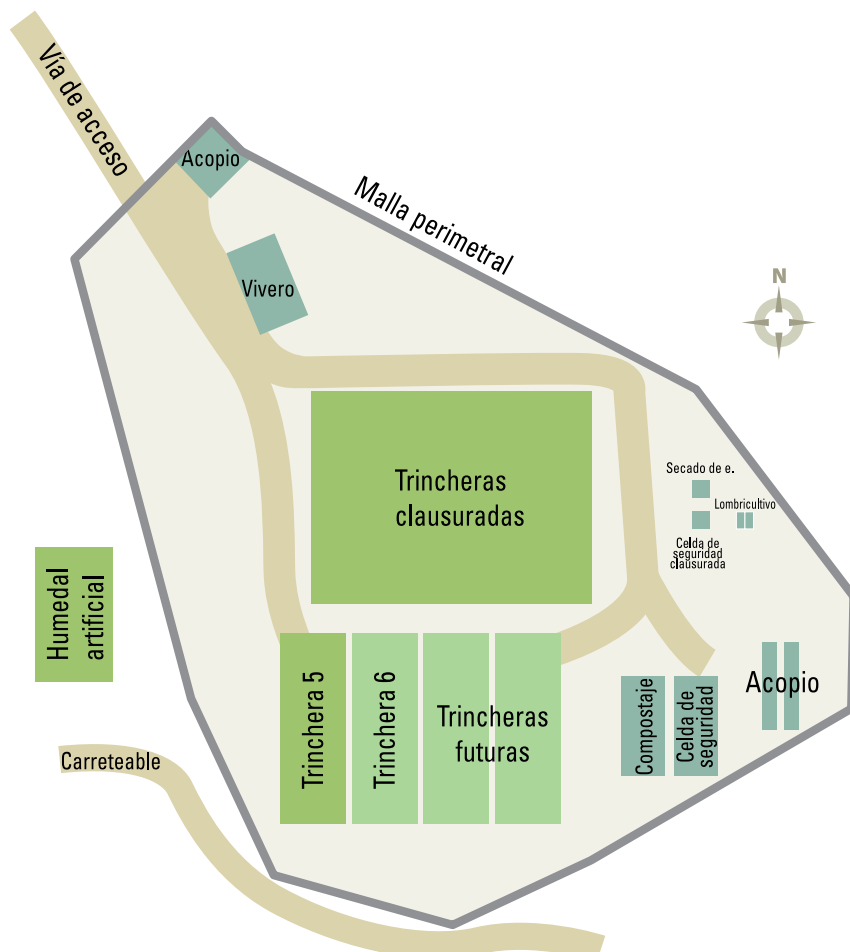 Vía de acceso
Acopio
Malla perimetral
Vivero
N
Trincheras
clausuradas
Secado de e.
Lombricultivo
Celda de
seguridad
clausurada
Humedal
artificial
Trinchera 5
Trinchera 6
Trincheras
futuras
Compostaje
Celda de
seguridad
Acopio
Carreteable